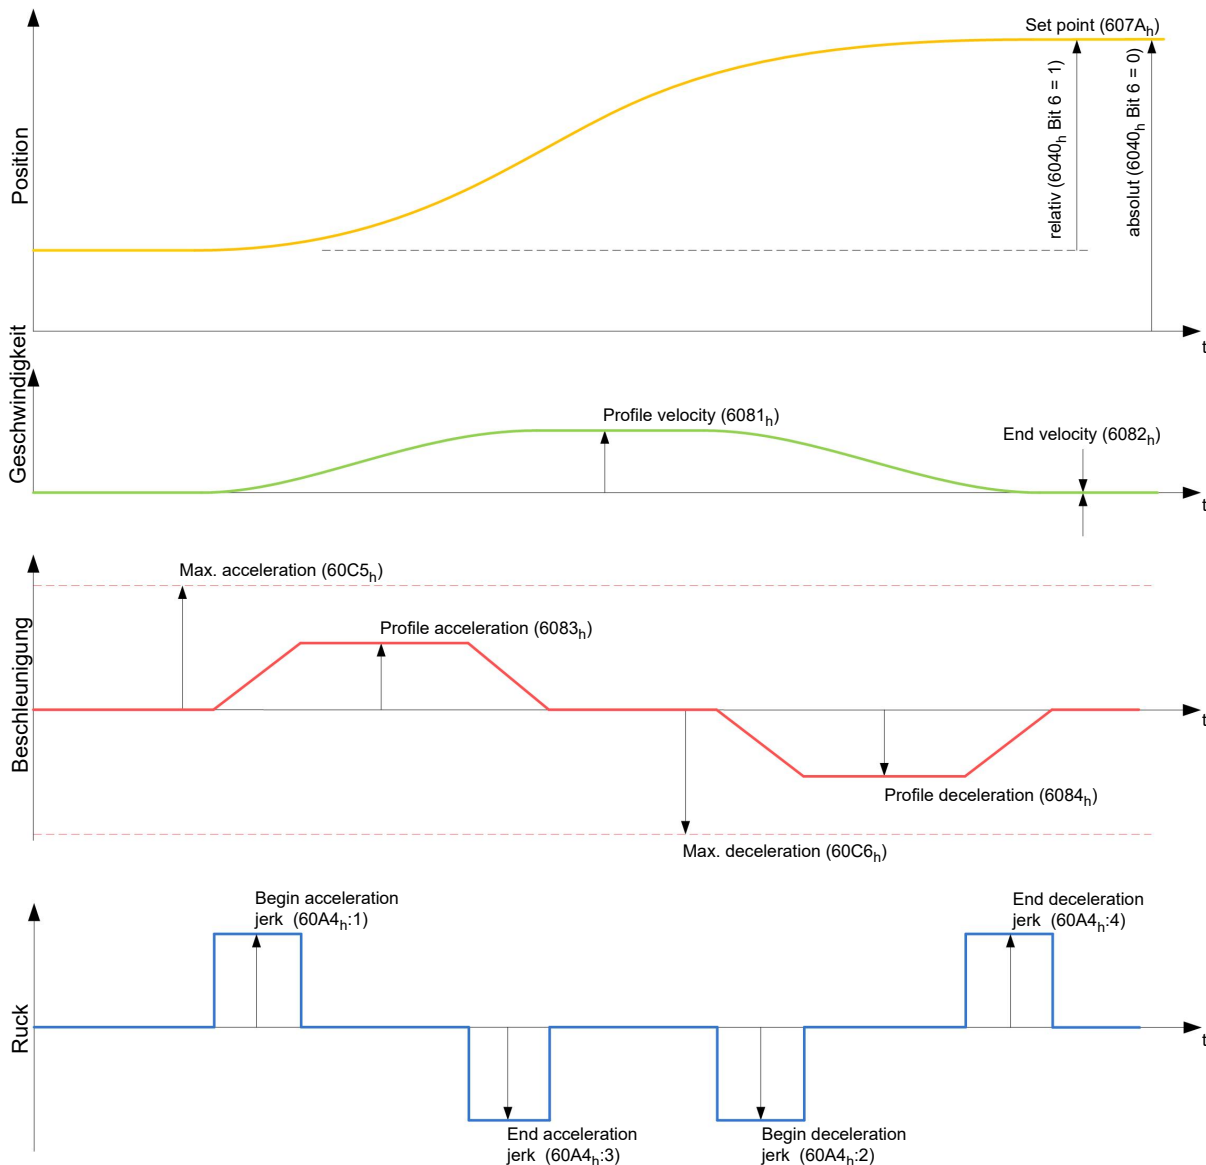 Set point (607Ah)
Position
relativ (6040h Bit 6 = 1)
absolut (6040h Bit 6 = 0)
t
Geschwindigkeit
Profile velocity (6081h)
End velocity (6082h)
t
Beschleunigung
Max. acceleration (60C5h)
Profile acceleration (6083h)
t
Profile deceleration (6084h)
Max. deceleration (60C6h)
Ruck
Begin acceleration
jerk (60A4h:1)
End deceleration
jerk (60A4h:4)
t
End acceleration
jerk (60A4h:3)
Begin deceleration
jerk (60A4h:2)